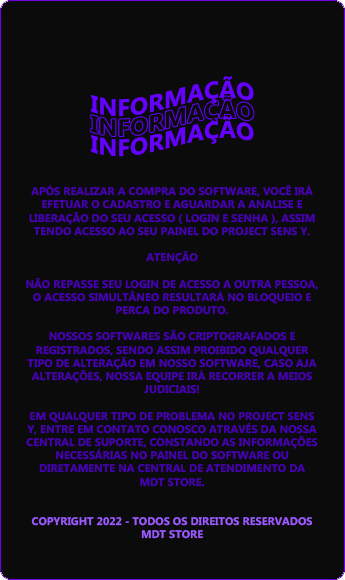 INFORMAÇÃO
INFORMAÇÃO
INFORMAÇÃO
APÓS REALIZAR A COMPRA DO SOFTWARE, VOCÊ IRÁ
EFETUAR O CADASTRO E AGUARDAR A ANALISE E
LIBERAÇÃO DO SEU ACESSO ( LOGIN E SENHA ), ASSIM
TENDO ACESSO AO SEU PAINEL DO PROJECT SENS Y.
ATENÇÃO
NÃO REPASSE SEU LOGIN DE ACESSO A OUTRA PESSOA,
O ACESSO SIMULTÂNEO RESULTARÁ NO BLOQUEIO E
PERCA DO PRODUTO.
NOSSOS SOFTWARES SÃO CRIPTOGRAFADOS E
REGISTRADOS, SENDO ASSIM PROIBIDO QUALQUER
TIPO DE ALTERAÇÃO EM NOSSO SOFTWARE, CASO AJA
ALTERAÇÕES, NOSSA EQUIPE IRÁ RECORRER A MEIOS
JUDICIAIS!
EM QUALQUER TIPO DE PROBLEMA NO PROJECT SENS
Y, ENTRE EM CONTATO CONOSCO ATRAVÉS DA NOSSA
CENTRAL DE SUPORTE, CONSTANDO AS INFORMAÇÕES
NECESSÁRIAS NO PAINEL DO SOFTWARE OU
DIRETAMENTE NA CENTRAL DE ATENDIMENTO DA
MDT STORE.
COPYRIGHT 2022 - TODOS OS DIREITOS RESERVADOS
MDT STORE